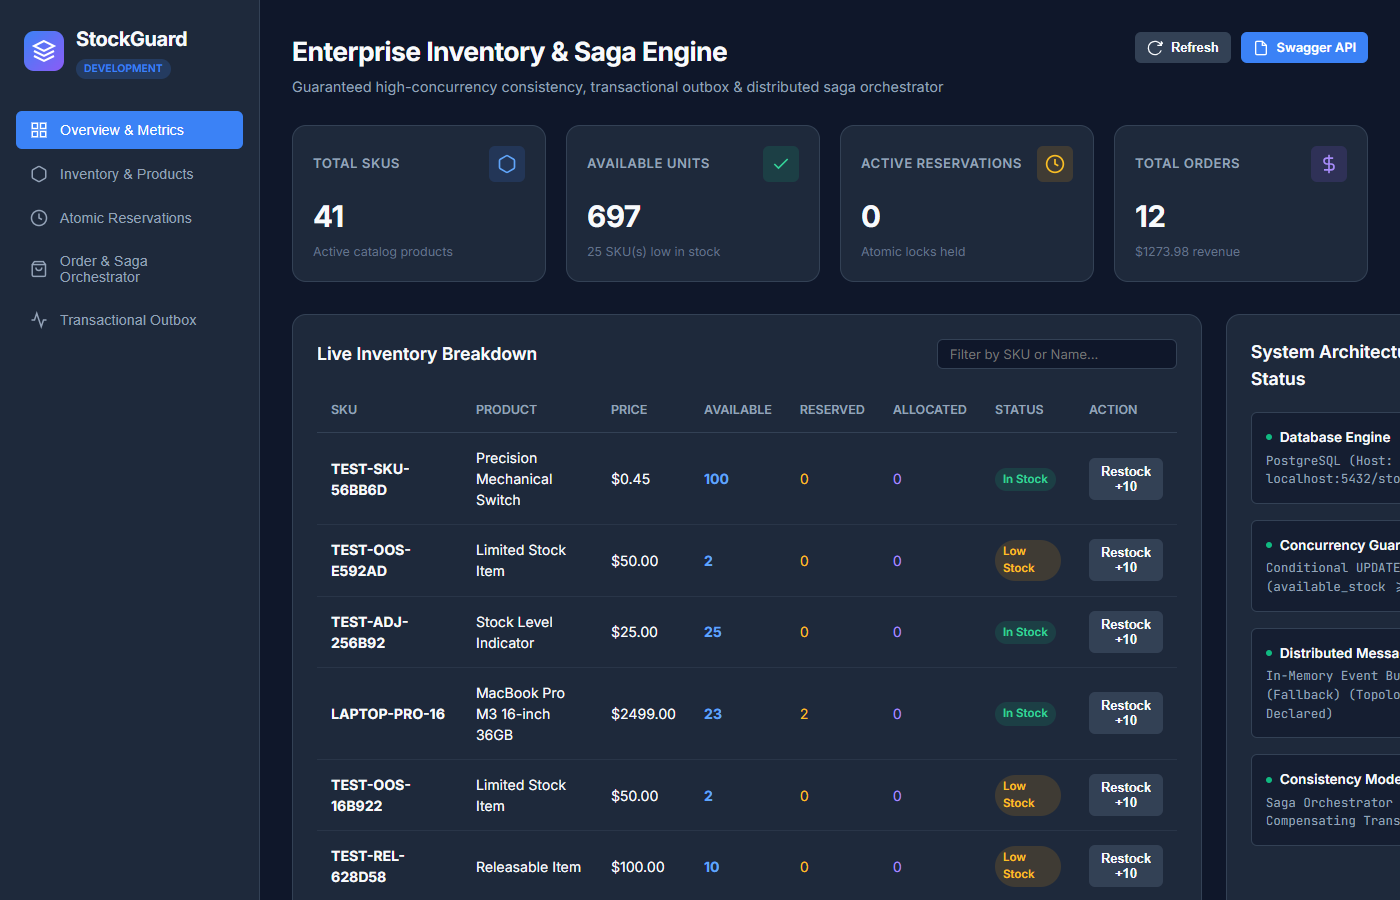 StockGuard
DEVELOPMENT
Overview & Metrics
Inventory & Products
Atomic Reservations
Order & Saga
Orchestrator
Transactional Outbox
Enterprise Inventory & Saga Engine
Guaranteed high-concurrency consistency, transactional outbox & distributed saga orchestrator
Refresh
Swagger API
TOTAL SKUS
41
Active catalog products
AVAILABLE UNITS
697
25 SKU(s) low in stock
ACTIVE RESERVATIONS
0
Atomic locks held
TOTAL ORDERS
12
$1273.98 revenue
Live Inventory Breakdown
Filter by SKU or Name...
SKU PRODUCT PRICE AVAILABLE RESERVED ALLOCATED STATUS ACTION
TEST-SKU-
56BB6D
Precision
Mechanical
Switch
$0.45 100 0 0 In Stock
Restock
+10
TEST-OOS-
E592AD
Limited Stock
Item
$50.00 2 0 0
Low
Stock
Restock
+10
TEST-ADJ-
256B92
Stock Level
Indicator
$25.00 25 0 0 In Stock
Restock
+10
LAPTOP-PRO-16
MacBook Pro
M3 16-inch
36GB
$2499.00 23 2 0 In Stock
Restock
+10
TEST-OOS-
16B922
Limited Stock
Item
$50.00 2 0 0
Low
Stock
Restock
+10
TEST-REL-
628D58
Releasable Item
$100.00 10 0 0
Low
Stock
Restock
+10
System Architectu
Status
Database Engine
PostgreSQL (Host:
localhost:5432/sto
Concurrency Guar
Conditional UPDATE
(available_stock ≥
Distributed Messa
In-Memory Event Bu
(Fallback) (Topolo
Declared)
Consistency Mode
Saga Orchestrator
Compensating Trans